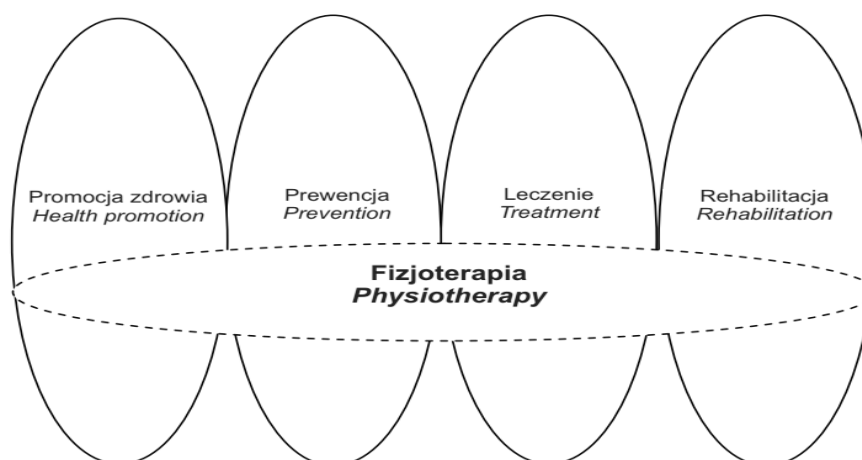 Promocja zdrowia
Health promotion
Prewencja
Prevention
Leczenie
Treatment
Rehabilitacja
Rehabilitation
Fizjoterapia
Physiotherapy